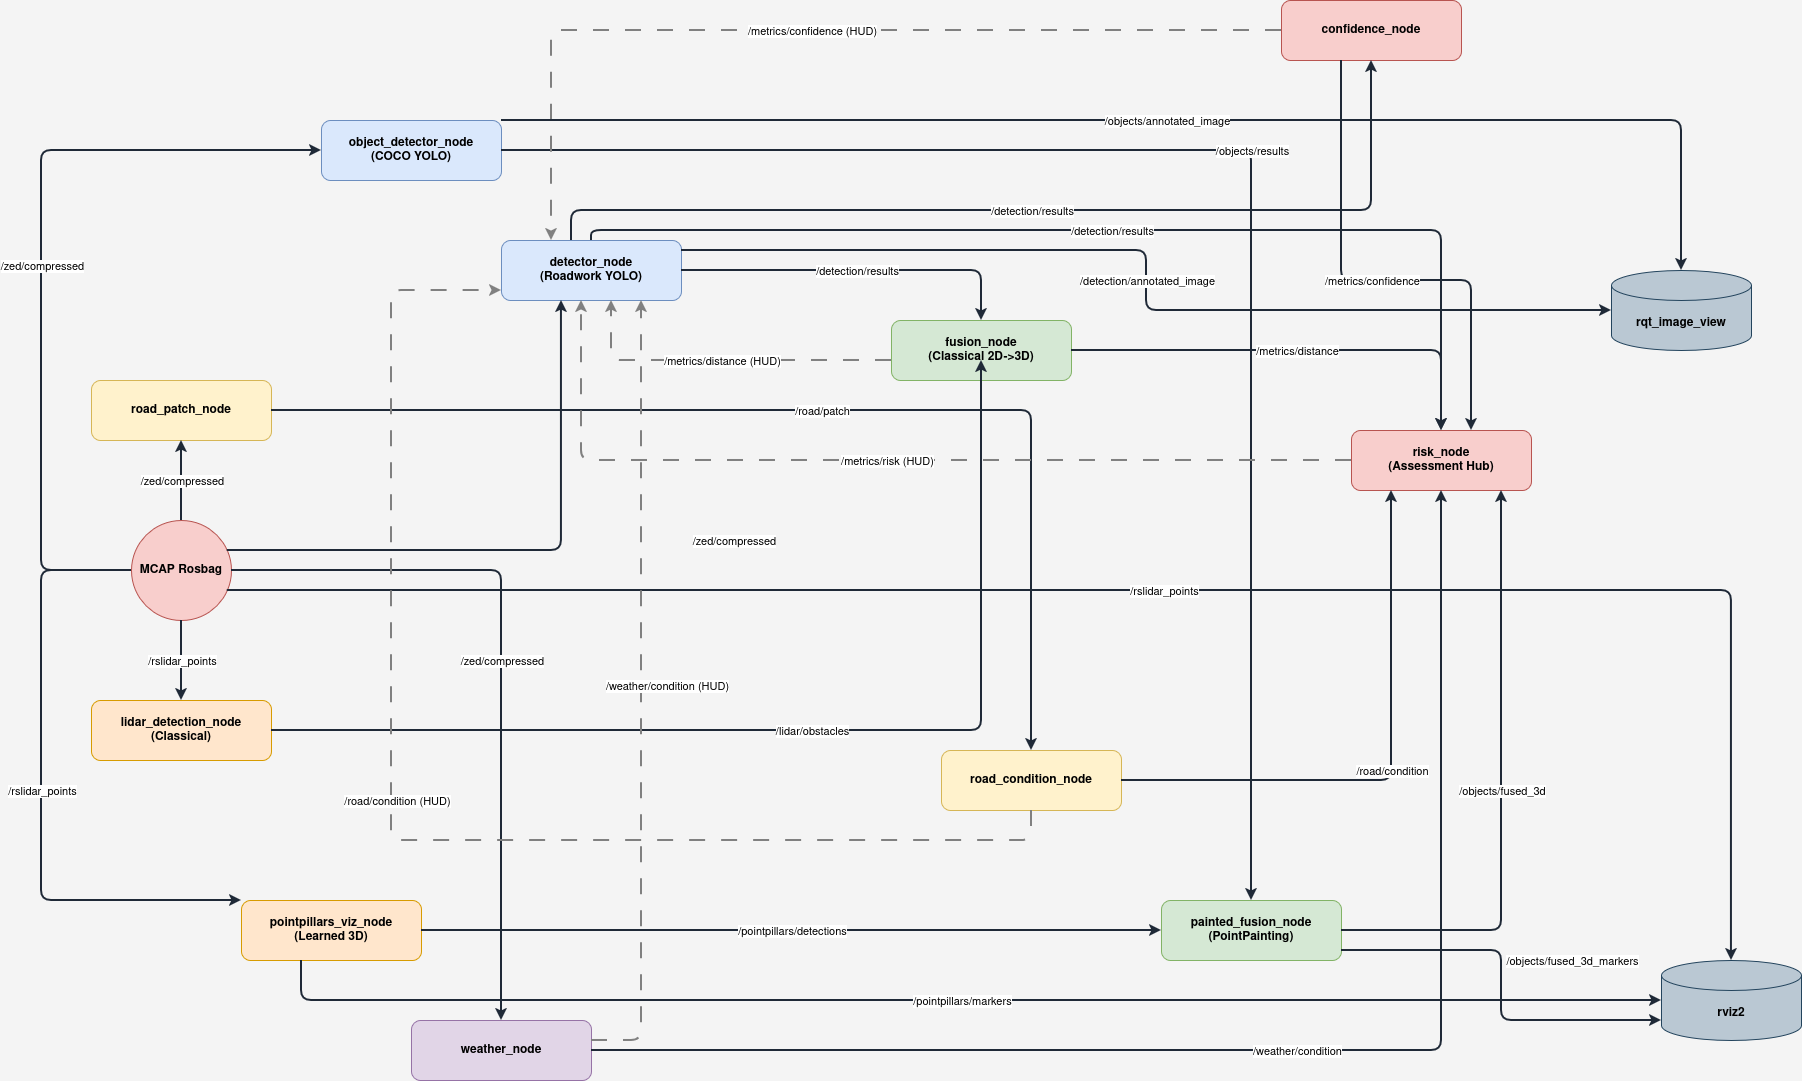 confidence_node
/metrics/confidence (HUD)
/objects/annotated_image
object_detector_node
(COCO YOLO)
/objects/results
/detection/results
/detection/results
detector_node
(Roadwork YOLO)
/zed/compressed
/detection/results
/detection/annotated_image
/metrics/confidence
rqt_image_view
fusion_node
(Classical 2D->3D)
/metrics/distance
/metrics/distance (HUD)
road_patch_node
/road/patch
risk_node
(Assessment Hub)
/metrics/risk (HUD)
/zed/compressed
/zed/compressed
MCAP Rosbag
/rslidar_points
/rslidar_points
/zed/compressed
/weather/condition (HUD)
lidar_detection_node
(Classical)
/lidar/obstacles
/road/condition
road_condition_node
/rslidar_points
/objects/fused_3d
/road/condition (HUD)
pointpillars_viz_node
(Learned 3D)
/pointpillars/detections
painted_fusion_node
(PointPainting)
/objects/fused_3d_markers
/pointpillars/markers
rviz2
weather_node
/weather/condition